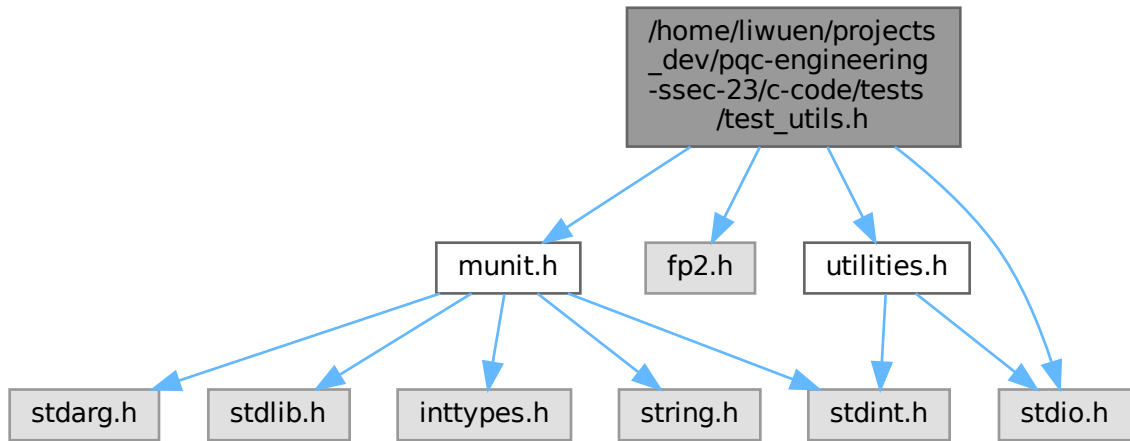 /home/liwuen/projects
_dev/pqc-engineering
-ssec-23/c-code/tests
/test_utils.h
munit.h
fp2.h
utilities.h
stdarg.h
stdlib.h
inttypes.h
string.h
stdint.h
stdio.h